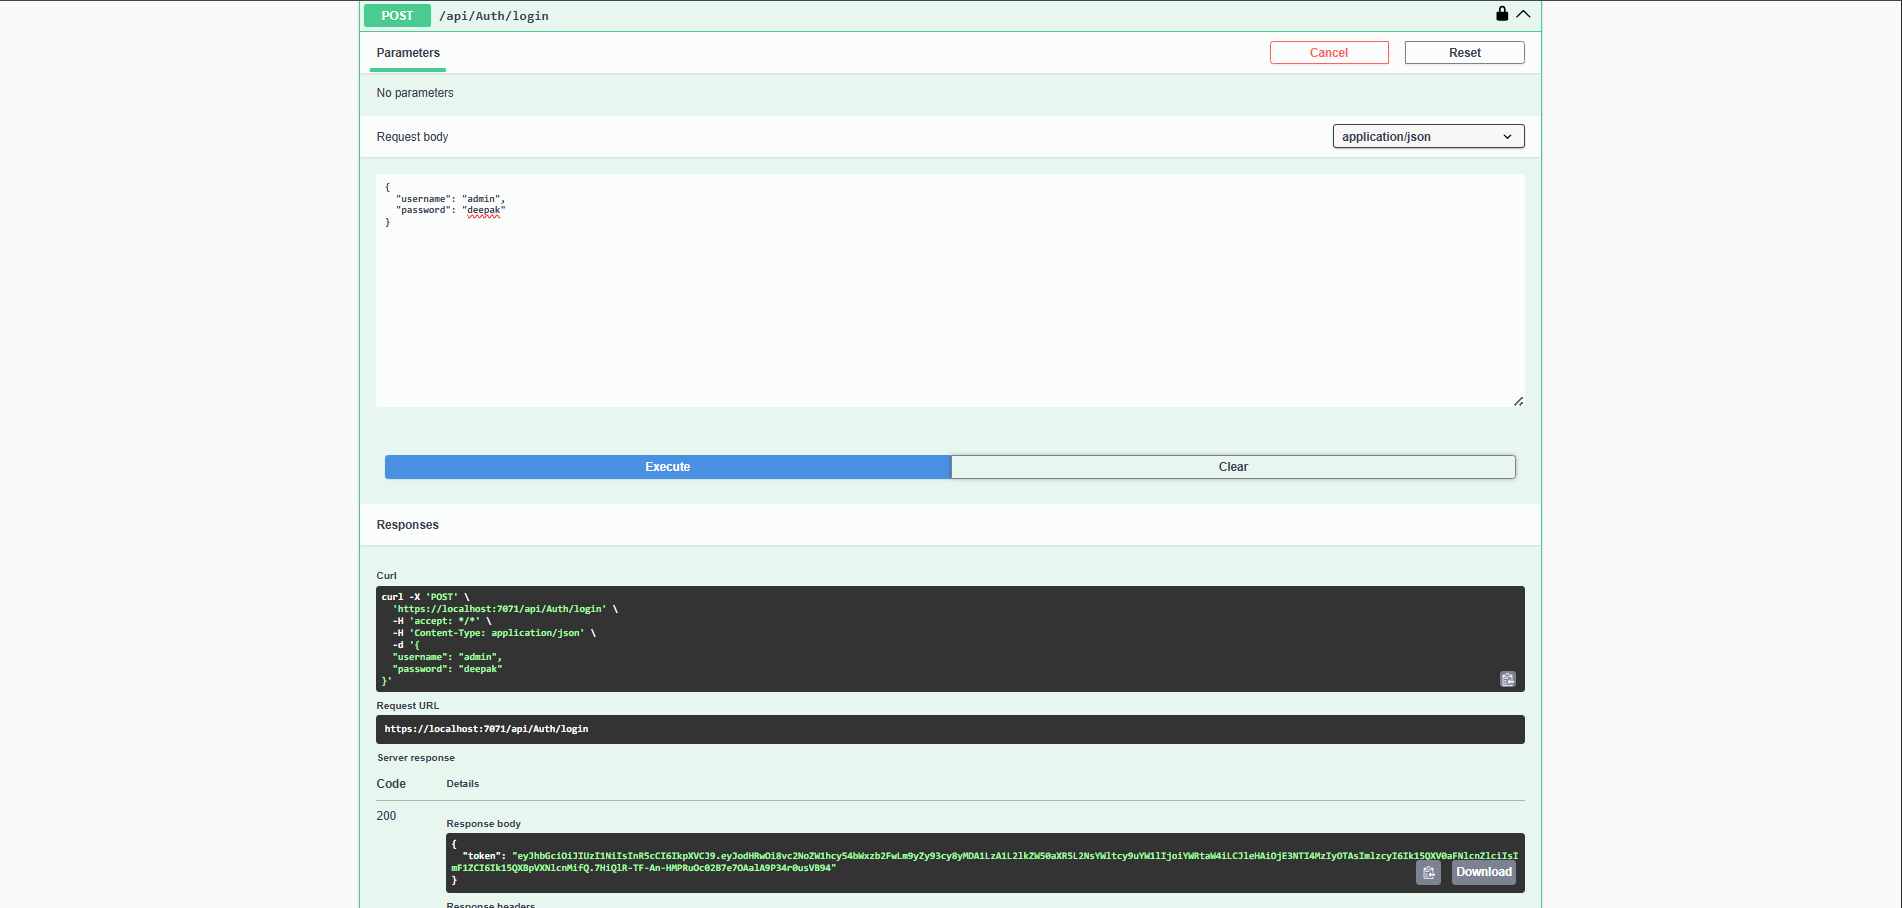 POST /api/Auth/login
Parameters
Cancel
Reset
No parameters
Request body
application/json
{
"username": "admin",
"password": "deepak"
}
Execute
Clear
Responses
Curl
curl -X 'POST' \
'https://localhost:7071/api/Auth/login' \
-H 'accept: */*' \
-H 'Content-Type: application/json' \
-d '{
"username": "admin",
"password": "deepak"
}'
Request URL
https://localhost:7071/api/Auth/login
Server response
Code Details
200
Response body
{
"token": "eyJhbGciOiJIUzI1NiIsInR5cCI6IkpXVCJ9.eyJodHRwOi8vc2NoZW1hcy54bWxzb2FwLm9yZy93cy8yMDA1LzA1L2lkZW50aXR5L2NsYWltcy9uYW1lIjoiYWRtaW4iLCJleHAiOjE3NTI4MzIyOTAsImlzcyI6Ik15QXV0aFNlcnZlciIsI
mF1ZCI6Ik15QXBpVXNlcnMifQ.7HiQlR-TF-An-HMPRuOc02B7e7OAalA9P34r0usVB94"
}
Download
Response headers